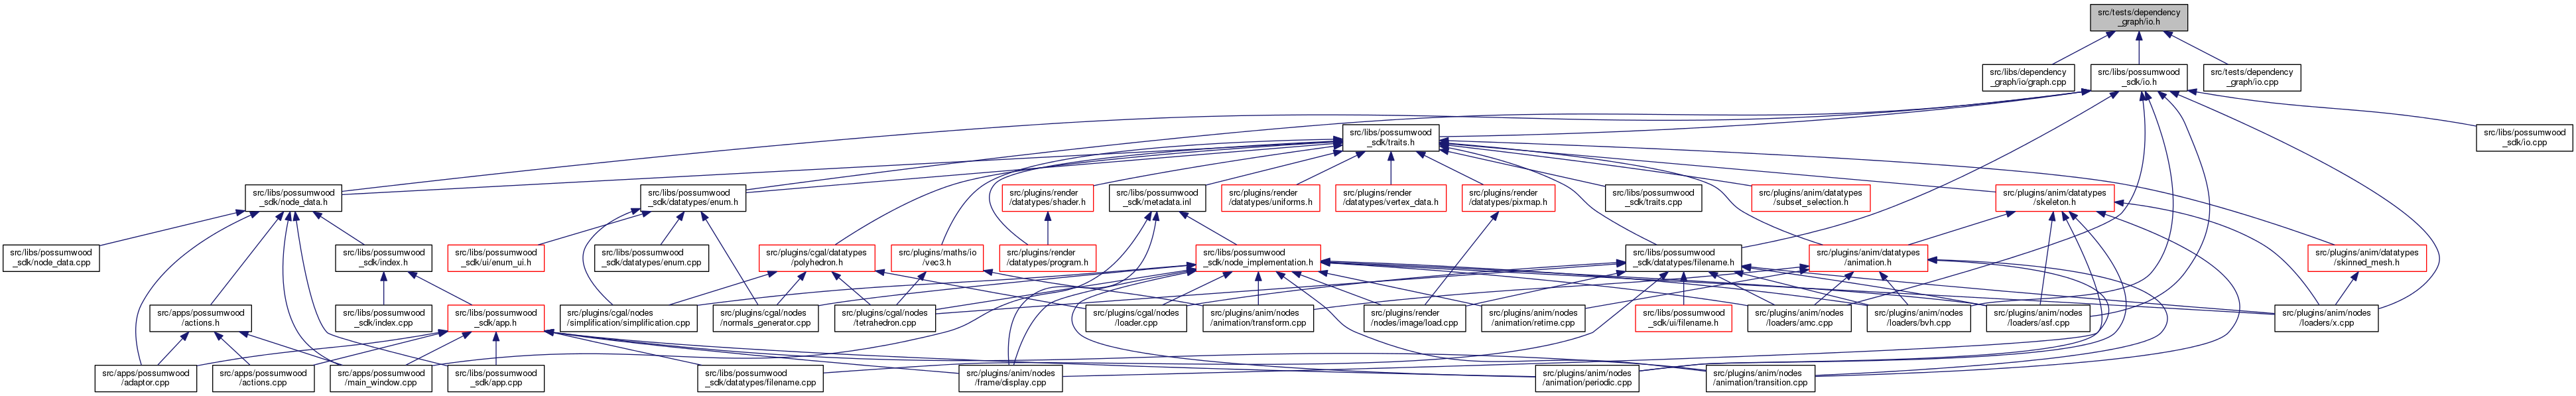 src/tests/dependency
_graph/io.h
src/libs/dependency
_graph/io/graph.cpp
src/libs/possumwood
_sdk/io.h
src/tests/dependency
_graph/io.cpp
src/libs/possumwood
_sdk/traits.h
src/libs/possumwood
_sdk/io.cpp
src/libs/possumwood
_sdk/node_data.h
src/libs/possumwood
_sdk/datatypes/enum.h
src/plugins/render
/datatypes/shader.h
src/libs/possumwood
_sdk/metadata.inl
src/plugins/render
/datatypes/uniforms.h
src/plugins/render
/datatypes/vertex_data.h
src/plugins/render
/datatypes/pixmap.h
src/libs/possumwood
_sdk/traits.cpp
src/plugins/anim/datatypes
/subset_selection.h
src/plugins/anim/datatypes
/skeleton.h
src/libs/possumwood
_sdk/node_data.cpp
src/libs/possumwood
_sdk/index.h
src/libs/possumwood
_sdk/ui/enum_ui.h
src/libs/possumwood
_sdk/datatypes/enum.cpp
src/plugins/cgal/datatypes
/polyhedron.h
src/plugins/maths/io
/vec3.h
src/plugins/render
/datatypes/program.h
src/libs/possumwood
_sdk/node_implementation.h
src/libs/possumwood
_sdk/datatypes/filename.h
src/plugins/anim/datatypes
/animation.h
src/plugins/anim/datatypes
/skinned_mesh.h
src/apps/possumwood
/actions.h
src/libs/possumwood
_sdk/index.cpp
src/libs/possumwood
_sdk/app.h
src/plugins/cgal/nodes
/simplification/simplification.cpp
src/plugins/cgal/nodes
/normals_generator.cpp
src/plugins/cgal/nodes
/tetrahedron.cpp
src/plugins/cgal/nodes
/loader.cpp
src/plugins/anim/nodes
/animation/transform.cpp
src/plugins/render
/nodes/image/load.cpp
src/plugins/anim/nodes
/animation/retime.cpp
src/libs/possumwood
_sdk/ui/filename.h
src/plugins/anim/nodes
/loaders/amc.cpp
src/plugins/anim/nodes
/loaders/bvh.cpp
src/plugins/anim/nodes
/loaders/asf.cpp
src/plugins/anim/nodes
/loaders/x.cpp
src/apps/possumwood
/adaptor.cpp
src/apps/possumwood
/actions.cpp
src/apps/possumwood
/main_window.cpp
src/libs/possumwood
_sdk/app.cpp
src/libs/possumwood
_sdk/datatypes/filename.cpp
src/plugins/anim/nodes
/frame/display.cpp
src/plugins/anim/nodes
/animation/periodic.cpp
src/plugins/anim/nodes
/animation/transition.cpp